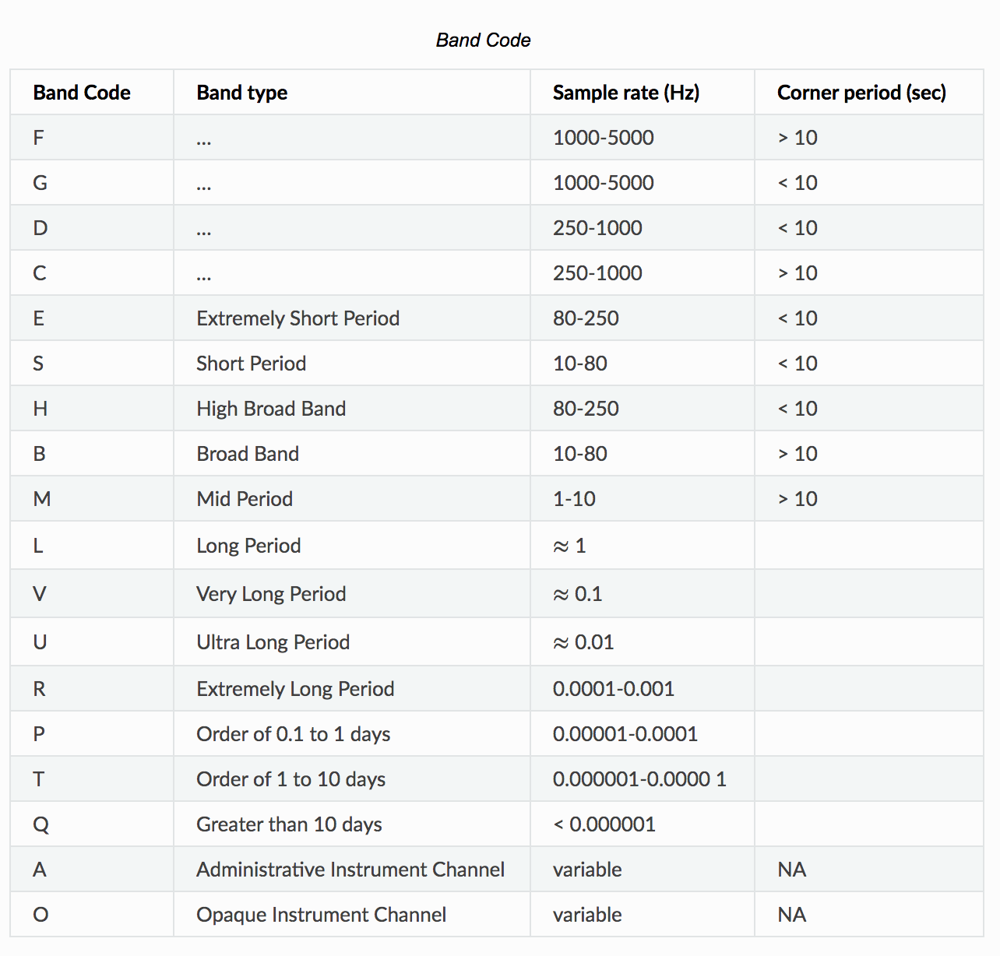 Band Code
Band Code Band type Sample rate (Hz) Corner period (sec)
F ... 1000-5000 > 10
G ... 1000-5000 < 10
D ... 250-1000 < 10
C ... 250-1000 > 10
E Extremely Short Period 80-250 < 10
S Short Period 10-80 < 10
H High Broad Band 80-250 < 10
B Broad Band 10-80 > 10
M Mid Period 1-10 > 10
L Long Period ≈ 1
V Very Long Period ≈ 0.1
U Ultra Long Period ≈ 0.01
R Extremely Long Period 0.0001-0.001
P Order of 0.1 to 1 days 0.00001-0.0001
T Order of 1 to 10 days 0.000001-0.0000 1
Q Greater than 10 days < 0.000001
A Administrative Instrument Channel variable NA
O Opaque Instrument Channel variable NA